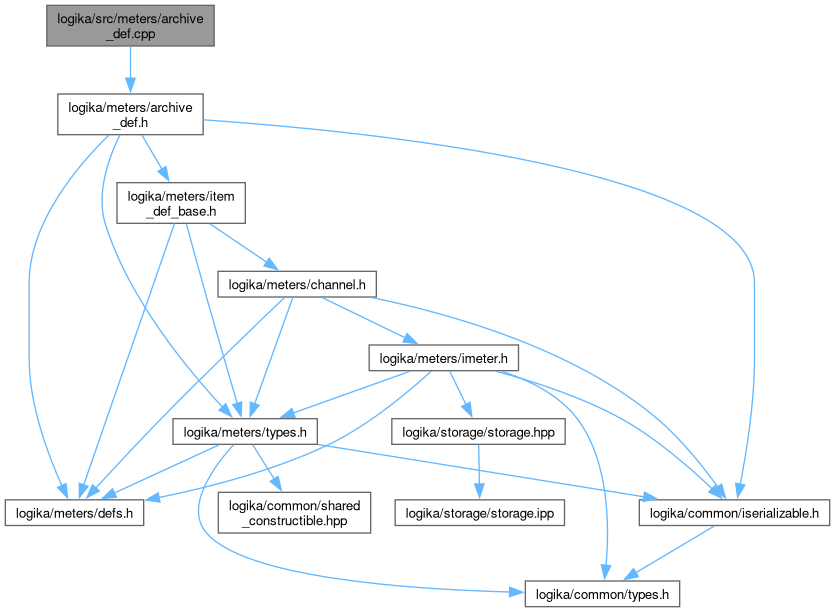 logika/src/meters/archive
_def.cpp
logika/meters/archive
_def.h
logika/meters/item
_def_base.h
logika/meters/channel.h
logika/meters/imeter.h
logika/meters/types.h
logika/storage/storage.hpp
logika/meters/defs.h
logika/common/shared
_constructible.hpp
logika/storage/storage.ipp
logika/common/iserializable.h
logika/common/types.h